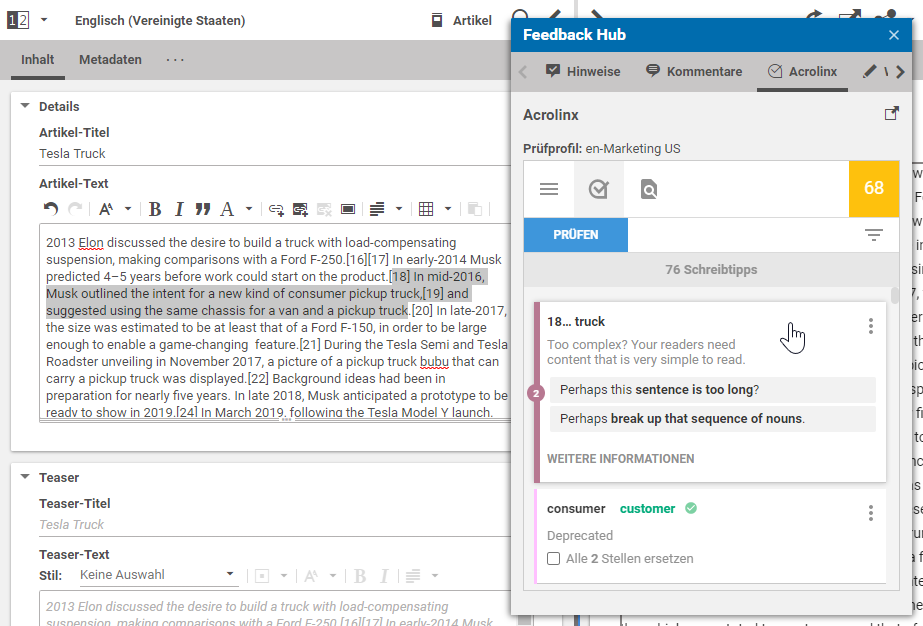 12
Englisch (Vereinigte Staaten)
Artikel
Inhalt
Metadaten
...
Details
Artikel-Titel
Tesla Truck
Artikel-Text
2013 Elon discussed the desire to build a truck with load-compensating
suspension, making comparisons with a Ford F-250.[16][17] In early-2014 Musk
predicted 4–5 years before work could start on the product.[18] In mid-2016,
Musk outlined the intent for a new kind of consumer pickup truck,[19] and
suggested using the same chassis for a van and a pickup truck.[20] In late-2017,
the size was estimated to be at least that of a Ford F-150, in order to be large
enough to enable a game-changing feature.[21] During the Tesla Semi and Tesla
Roadster unveiling in November 2017, a picture of a pickup truck bubu that can
carry a pickup truck was displayed.[22] Background ideas had been in
preparation for nearly five years. In late 2018, Musk anticipated a prototype to be
ready to show in 2019.[24] In March 2019, following the Tesla Model Y launch,
Teaser
Teaser-Titel
Tesla Truck
Teaser-Text
Stil: Keine Auswahl
2013 Elon discussed the desire to build a truck with load-compensating
suspension, making comparisons with a Ford F-250.[16][17] In early-2014 Musk
Feedback Hub
Hinweise
Kommentare
Acrolinx
Acrolinx
Prüfprofil: en-Marketing US
68
PRÜFEN
76 Schreibtipps
18... truck
Too complex? Your readers need
content that is very simple to read.
2
Perhaps this sentence is too long?
Perhaps break up that sequence of nouns.
WEITERE INFORMATIONEN
consumer customer
Deprecated
Alle 2 Stellen ersetzen